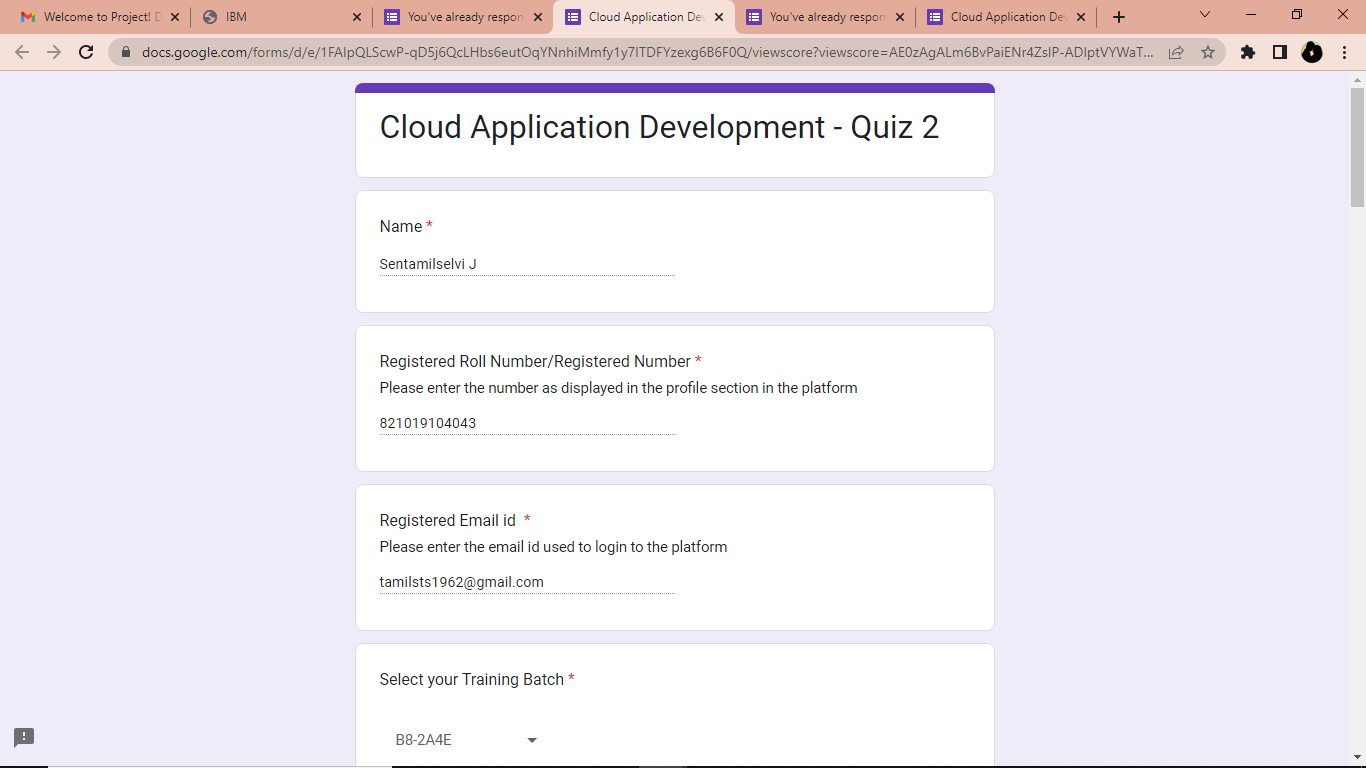 Welcome to Project! D
IBM
You've already respon
Cloud Application De
You've already respon
Cloud Application De
docs.google.com/forms/d/e/1FAIpQLScwP-qD5j6QcLHbs6eutOqYNnhiMmfy1y7ITDFYzexg6B6F0Q/viewscore?viewscore=AE0zAgALm6BvPaiENr4ZsIP-ADlptVYWaT...
Cloud Application Development - Quiz 2
Name *
Sentamilselvi J
Registered Roll Number/Registered Number *
Please enter the number as displayed in the profile section in the platform
821019104043
Registered Email id *
Please enter the email id used to login to the platform
tamilsts1962@gmail.com
Select your Training Batch *
B8-2A4E